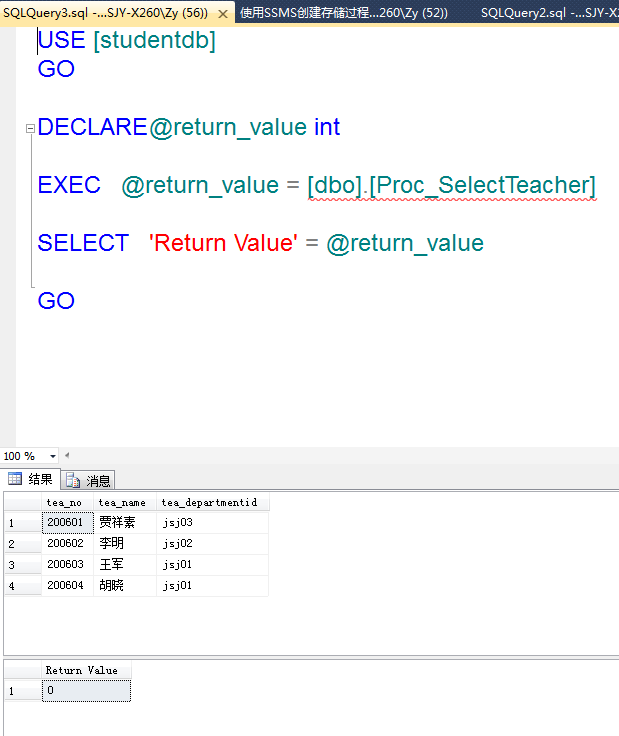 SQLQuery3.sql -...SJY-X260\Zy (56)) 使用SSMS创建存储过程...260\Zy (52)) SQLQuery2.sql -...SJY-X2
USE [studentdb]
GO
DECLARE@return_value int
EXEC @return_value = [dbo].[Proc_SelectTeacher]
SELECT 'Return Value' = @return_value
GO
100 %
结果 消息
tea_no tea_name tea_departmentid
1 200601 贾祥素 jsj03
2 200602 李明 jsj02
3 200603 王军 jsj01
4 200604 胡晓 jsj01
Return Value
1 0